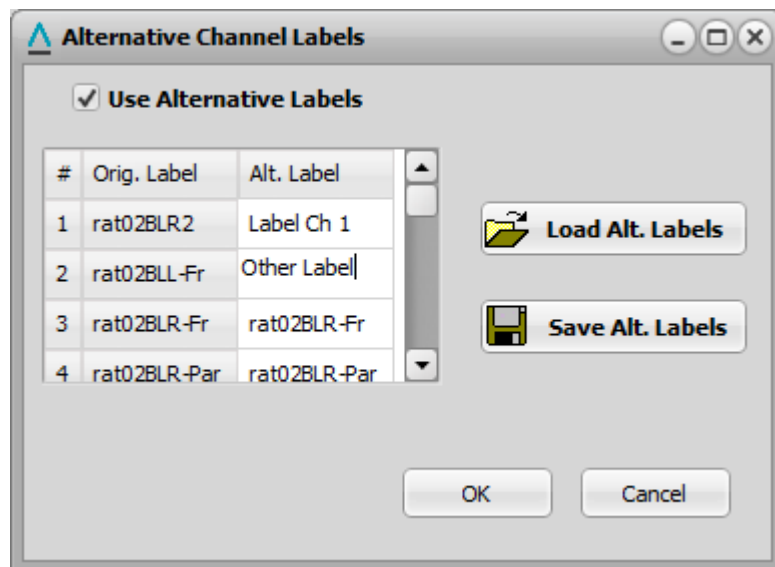 Alternative Channel Labels
Use Alternative Labels
# Orig. Label Alt. Label
1 rat02BLR2 Label Ch 1
2 rat02BLL-Fr Other Label
3 rat02BLR-Fr rat02BLR-Fr
4 rat02BLR-Par rat02BLR-Par
Load Alt. Labels
Save Alt. Labels
OK Cancel